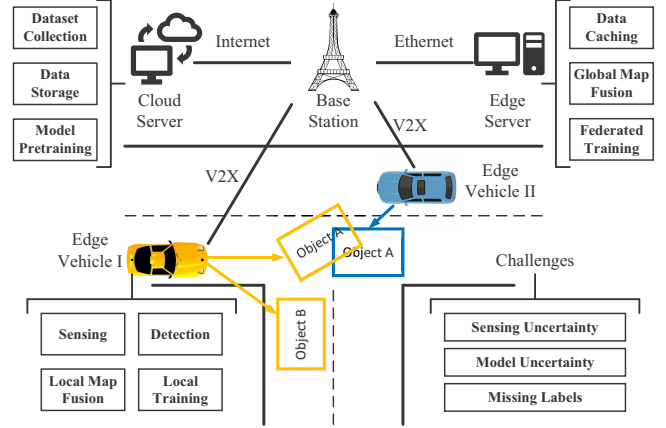 Dataset
Collection
Data
Storage
Model
Pretraining
Cloud
Server
Internet
Base
Station
Ethernet
Edge
Server
Data
Caching
Global Map
Fusion
Federated
Training
V2X
V2X
Edge
Vehicle II
Edge
Vehicle I
Object A
Object A
Object B
Challenges
Sensing
Detection
Local Map
Fusion
Local
Training
Sensing Uncertainty
Model Uncertainty
Missing Labels